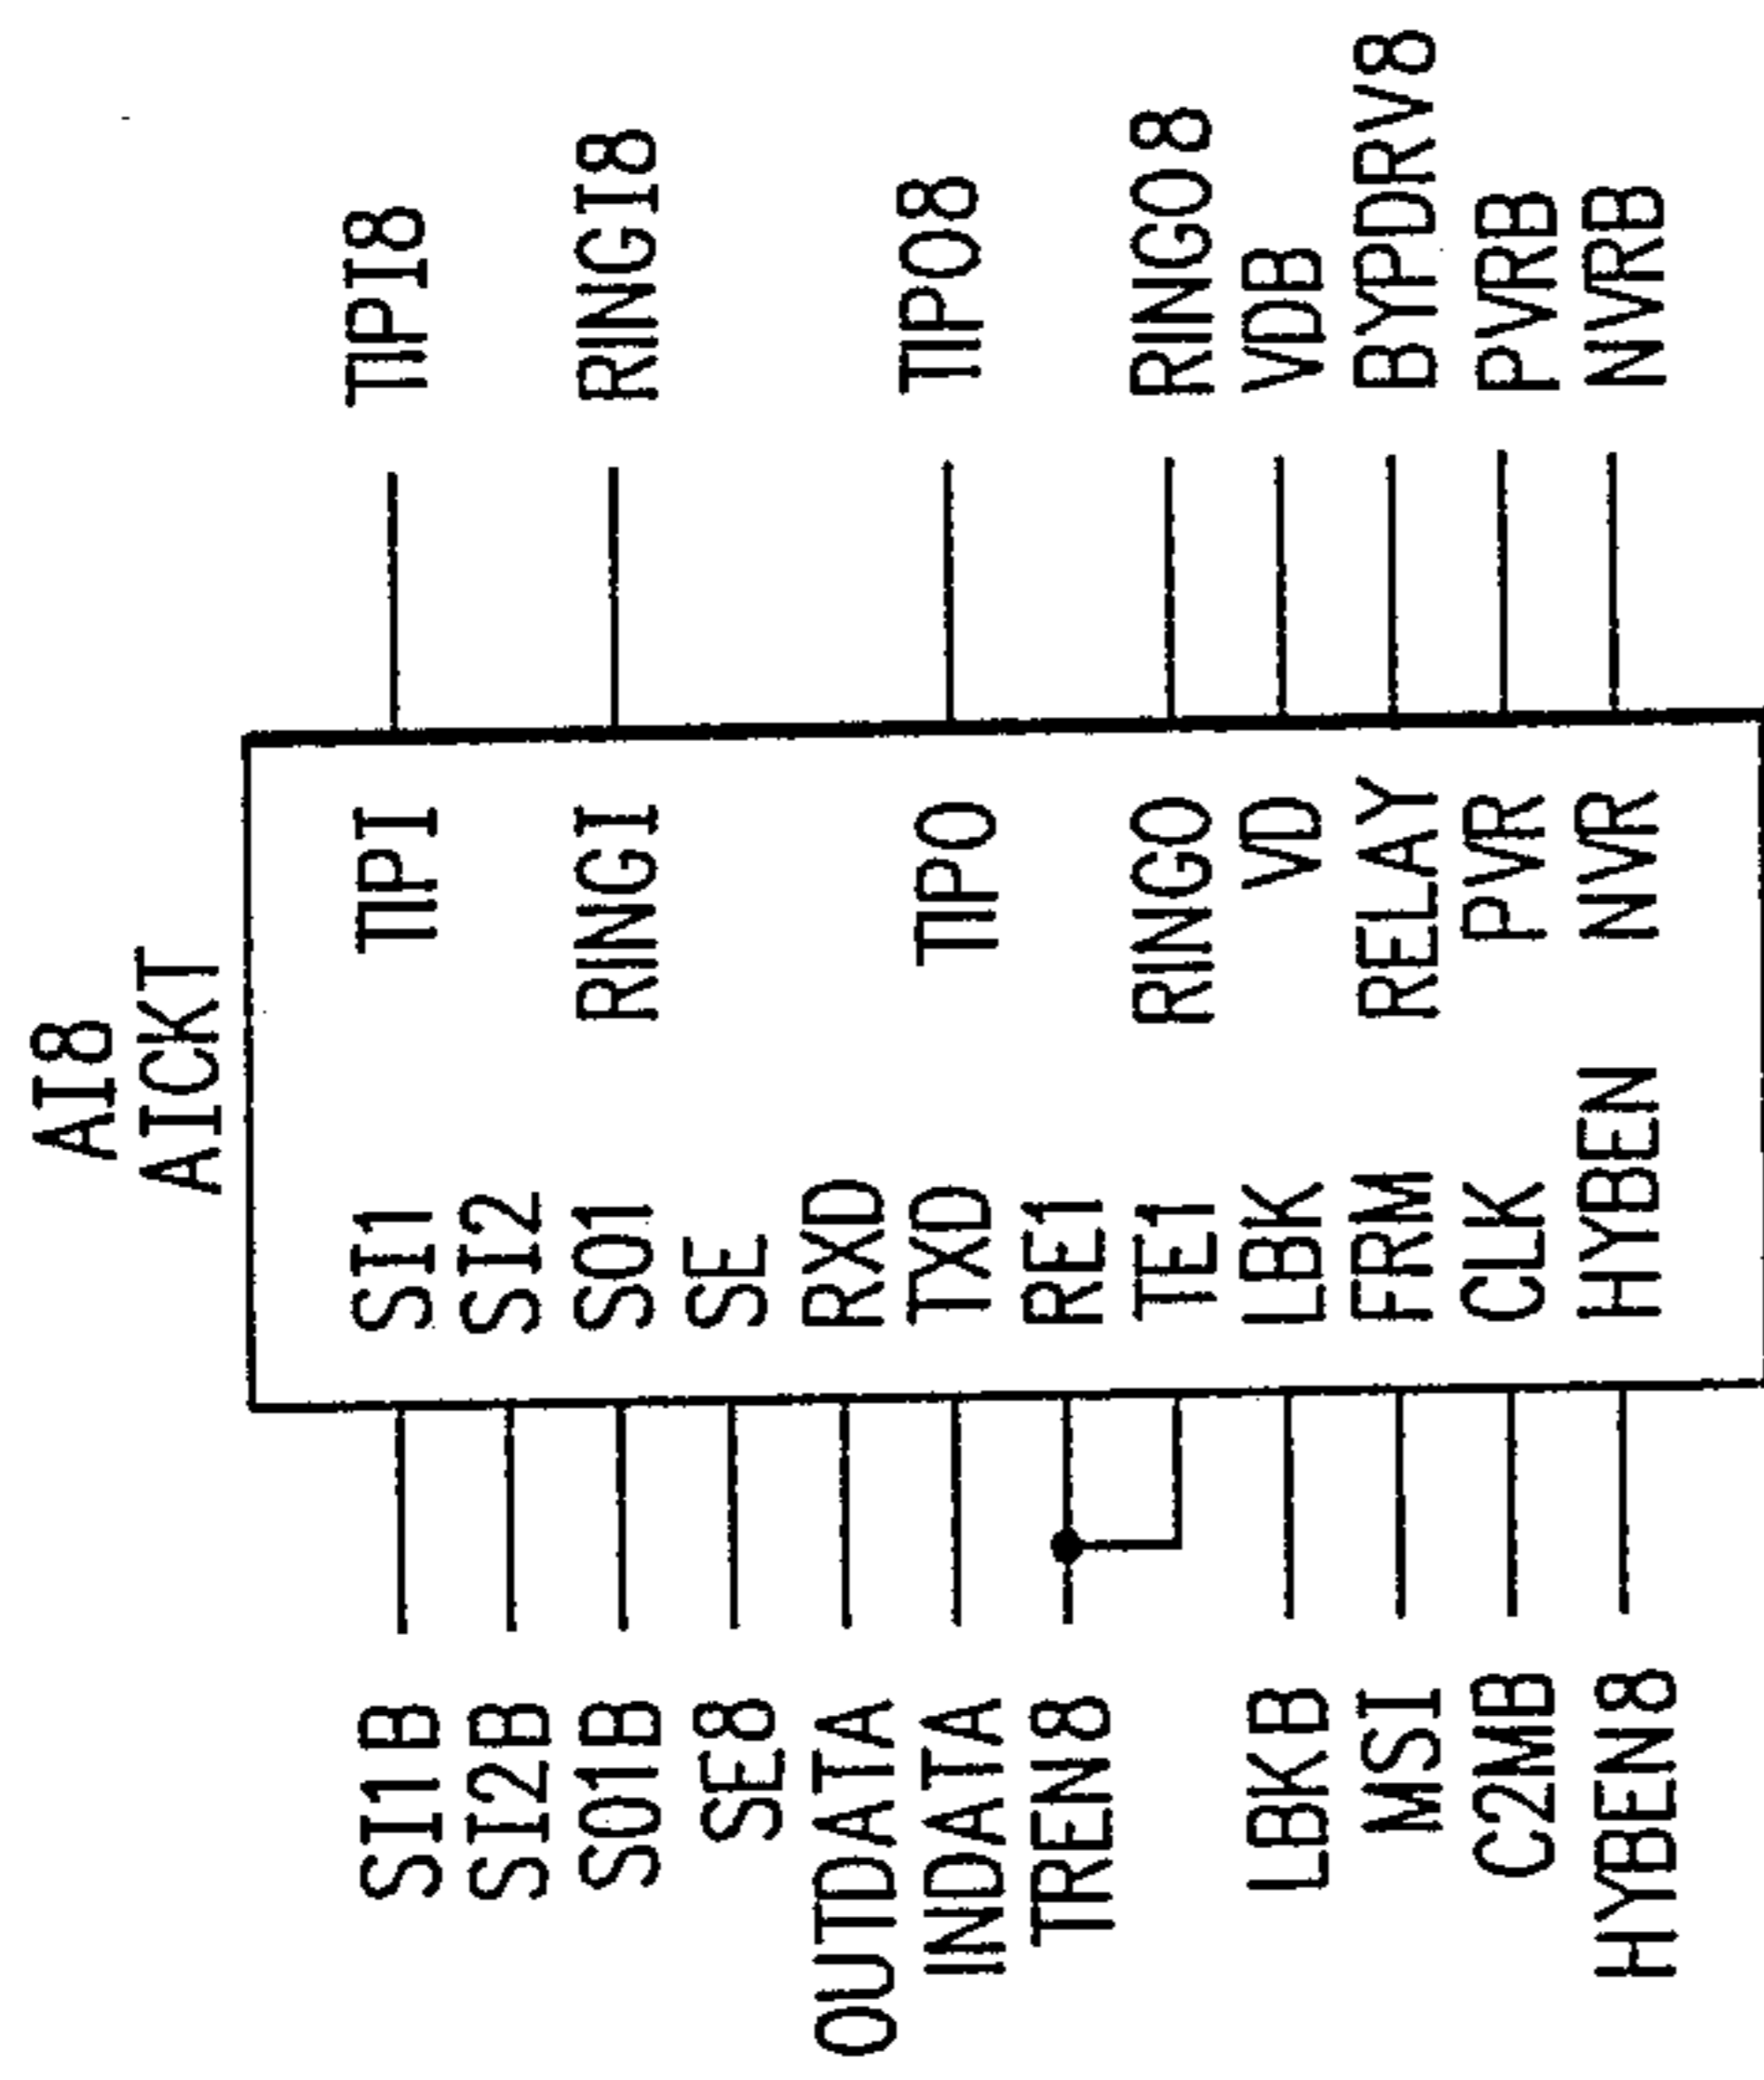 AI8
AICKT
SI1B SI1 TPI TIPI8
SI2B SI2
SO1B SO1 RINGI RINGI8
SE8 SE
OUTDATA RXD
INDATA TXD TIPO TIPO8
TREN8 RE1
TE1 RINGO RINGO8
LBKB LBK VD VDB
MSI FRM RELAY BYPDRV8
C2MB CLK PVR PVRB
HYBEN8 HYBEN NVR NVRB